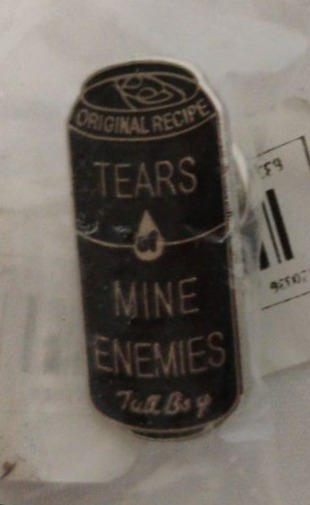 ORIGINAL RECIPE
TEARS
of
MINE
ENEMIES
Tall Boy